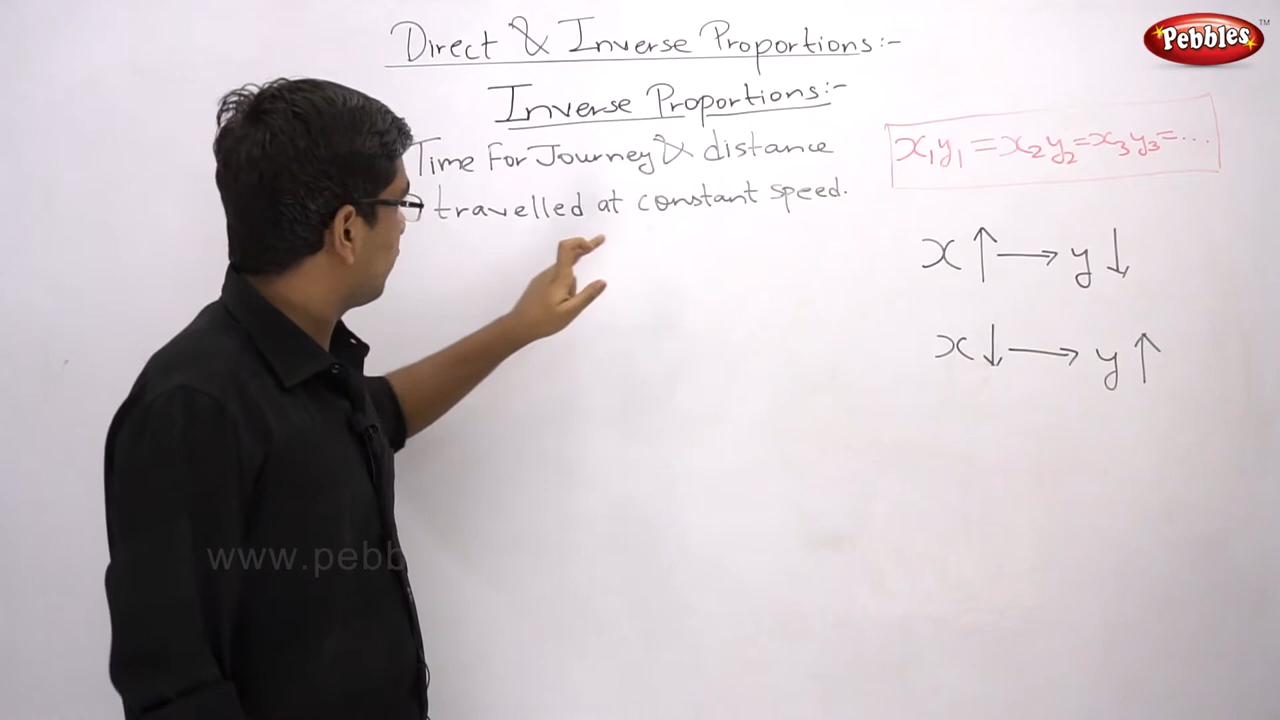 Direct & Inverse Proportions:-
Inverse Proportions:-
Time For Journey & distance
travelled at constant speed.
x₁y₁ = x₂y₂ = x₃y₃ = ...
x ↑ → y ↓
x ↓ → y ↑
Pebbles TM
www.pebb